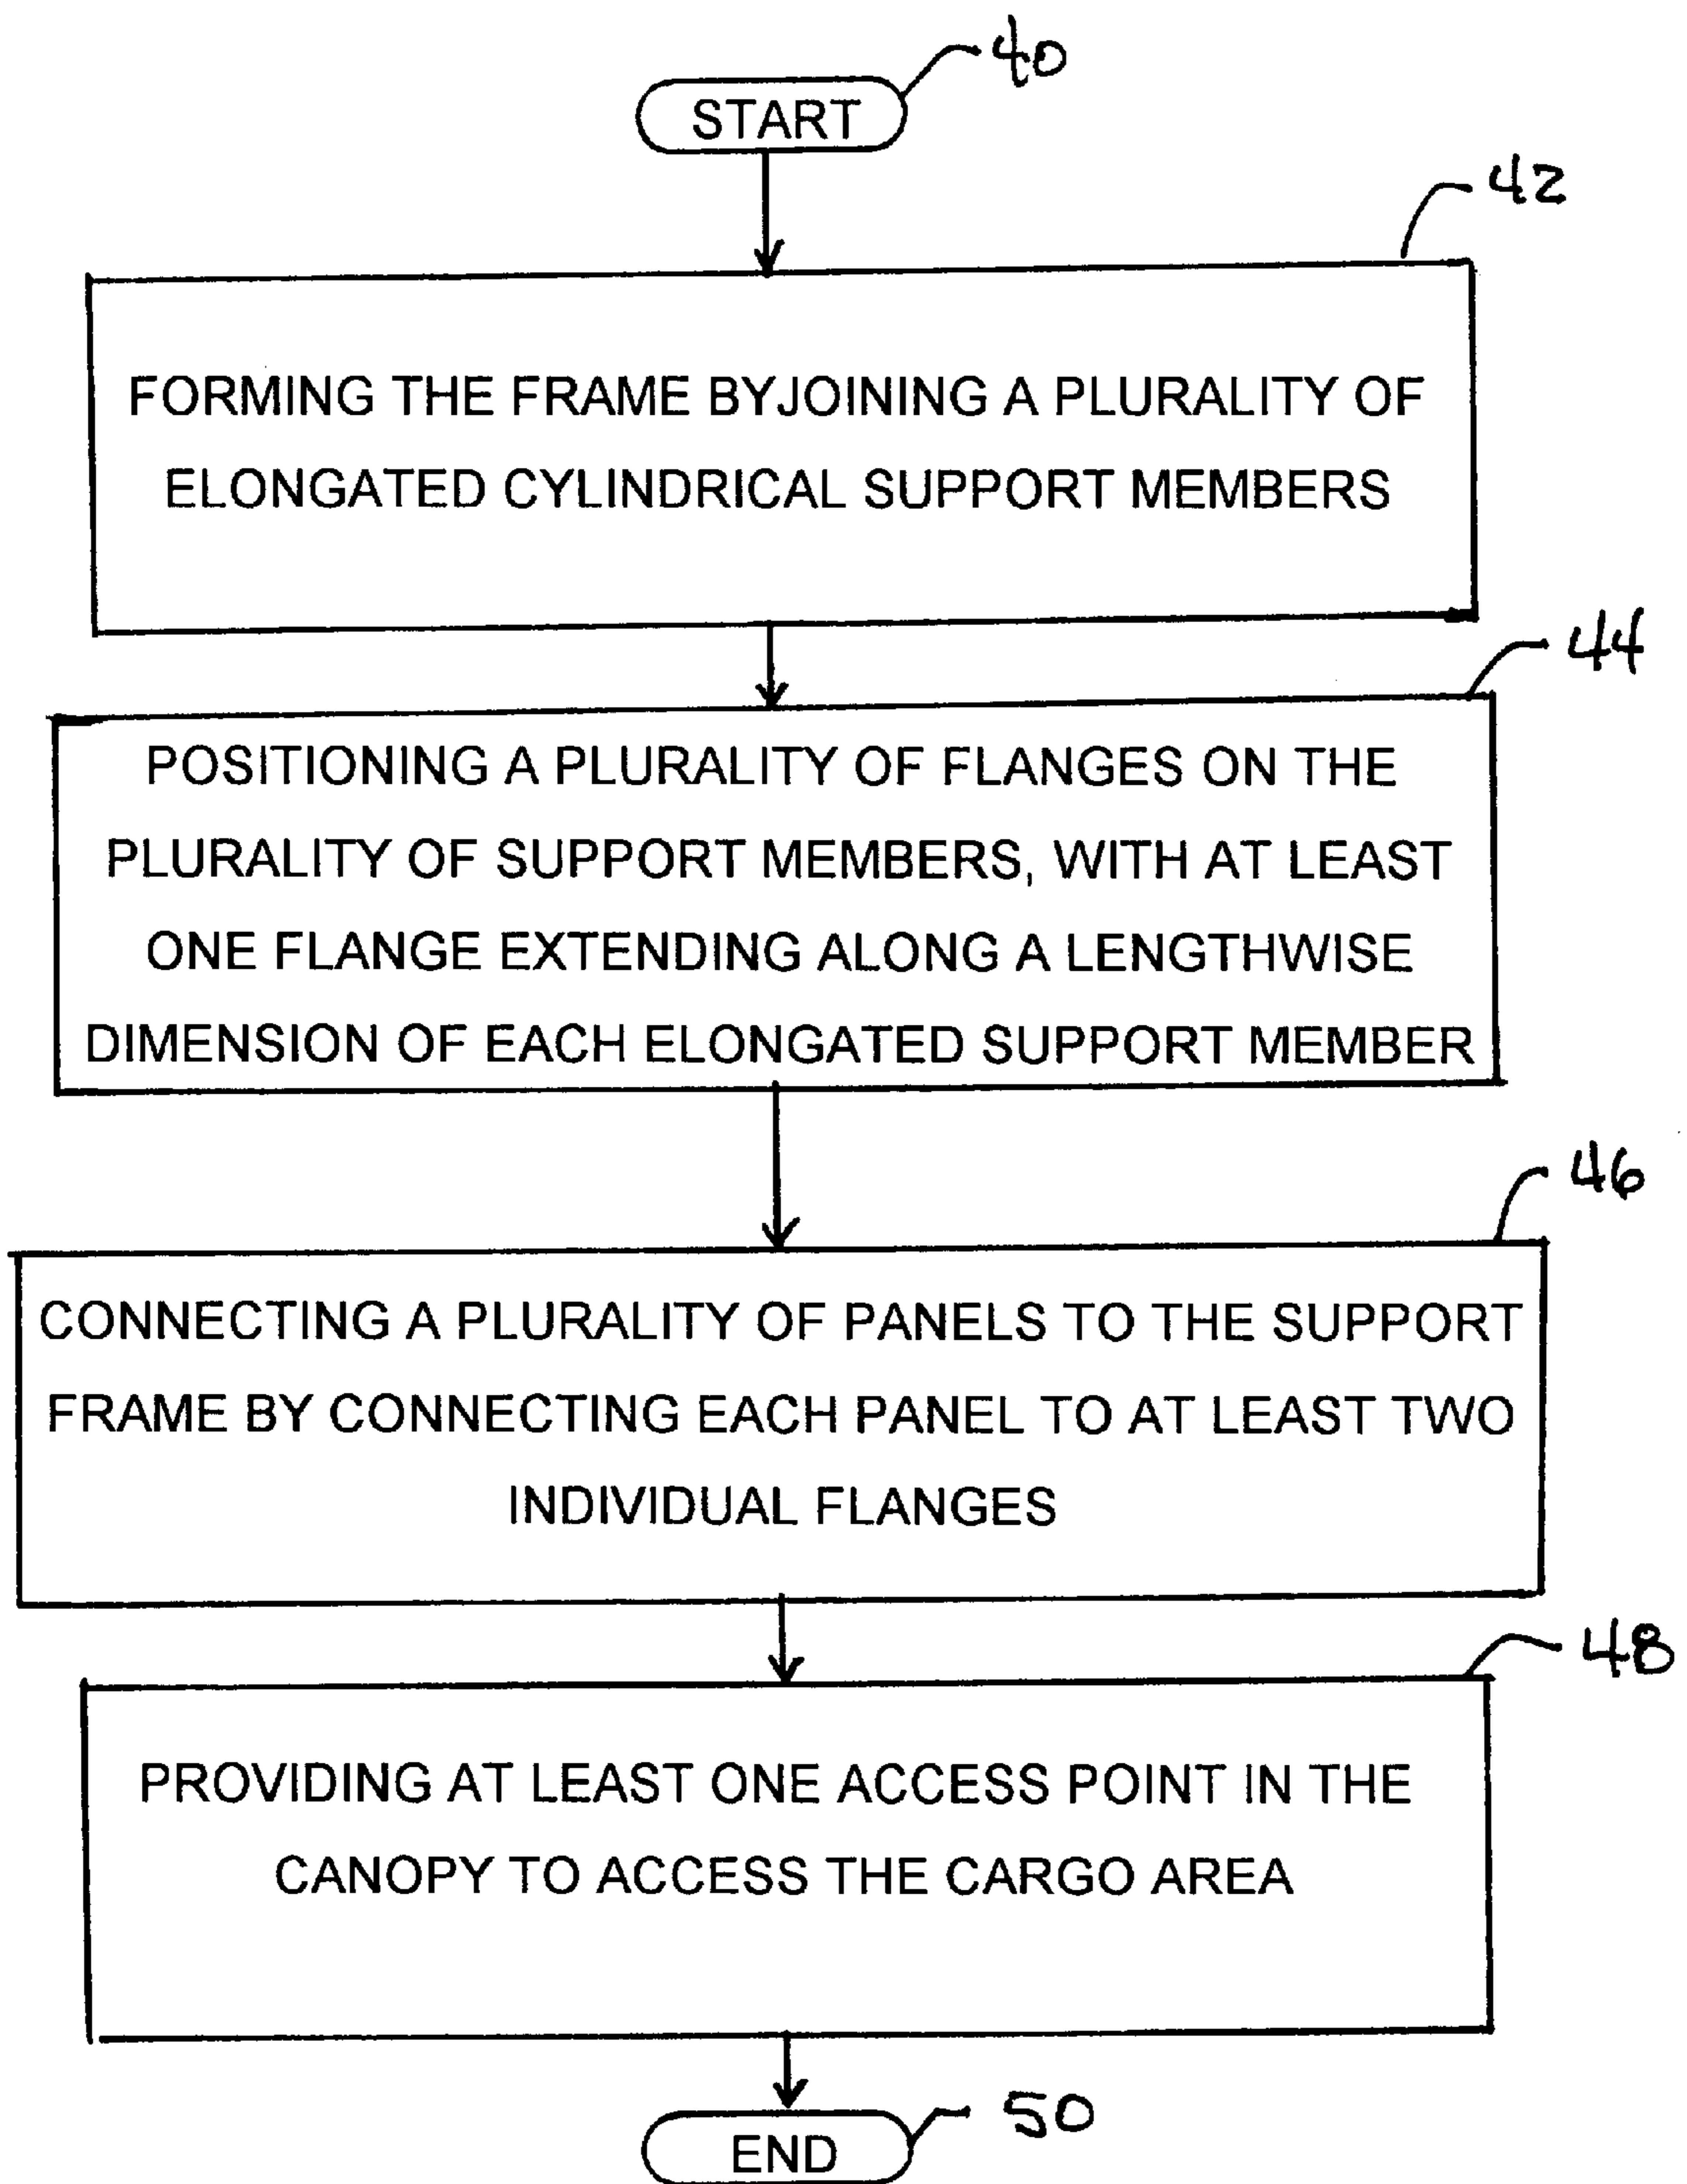 40
START
42
FORMING THE FRAME BYJOINING A PLURALITY OF
ELONGATED CYLINDRICAL SUPPORT MEMBERS
44
POSITIONING A PLURALITY OF FLANGES ON THE
PLURALITY OF SUPPORT MEMBERS, WITH AT LEAST
ONE FLANGE EXTENDING ALONG A LENGTHWISE
DIMENSION OF EACH ELONGATED SUPPORT MEMBER
46
CONNECTING A PLURALITY OF PANELS TO THE SUPPORT
FRAME BY CONNECTING EACH PANEL TO AT LEAST TWO
INDIVIDUAL FLANGES
48
PROVIDING AT LEAST ONE ACCESS POINT IN THE
CANOPY TO ACCESS THE CARGO AREA
50
END